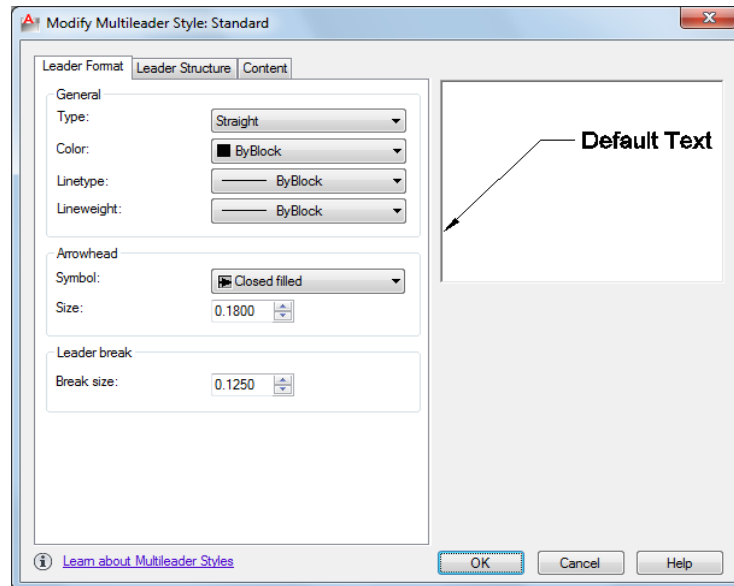 Modify Multileader Style: Standard
Leader Format Leader Structure Content
General
Type: Straight
Color: ByBlock
Linetype: ByBlock
Lineweight: ByBlock
Arrowhead
Symbol: Closed filled
Size: 0.1800
Leader break
Break size: 0.1250
Default Text
Learn about Multileader Styles
OK Cancel Help